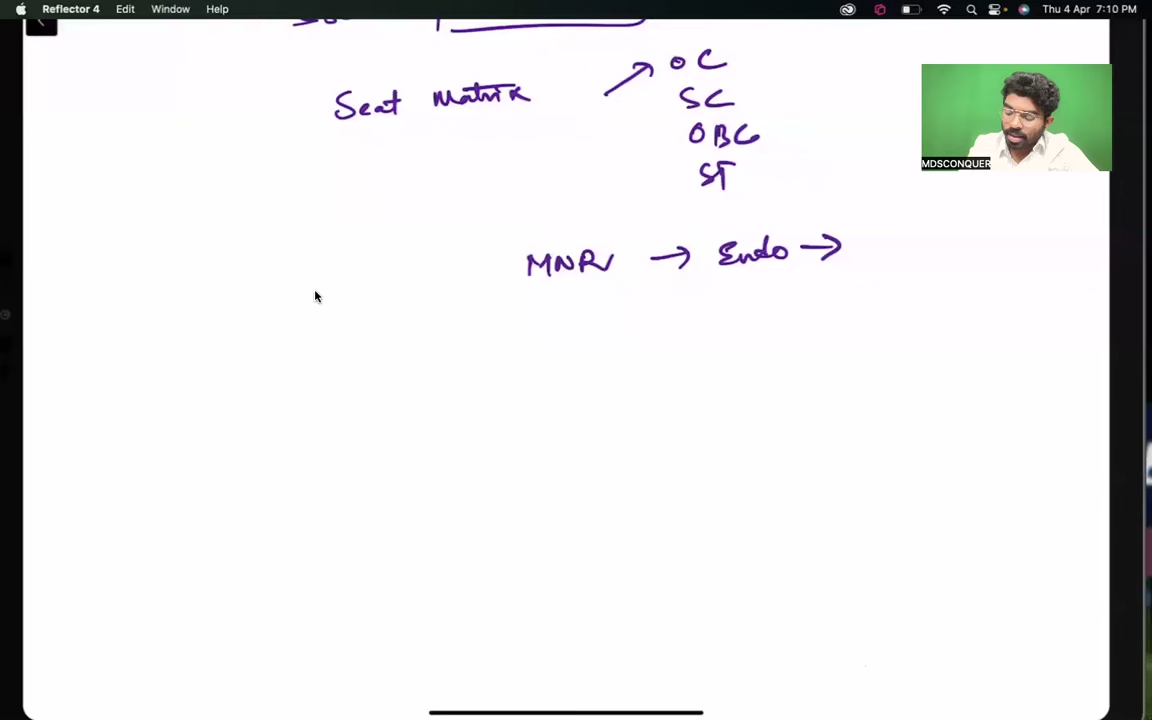 Reflector 4 Edit Window Help Thu 4 Apr 7:10 PM
OC
Seat Matrix
SC
OBC
ST
MDSCONQUER
MNR → Endo →